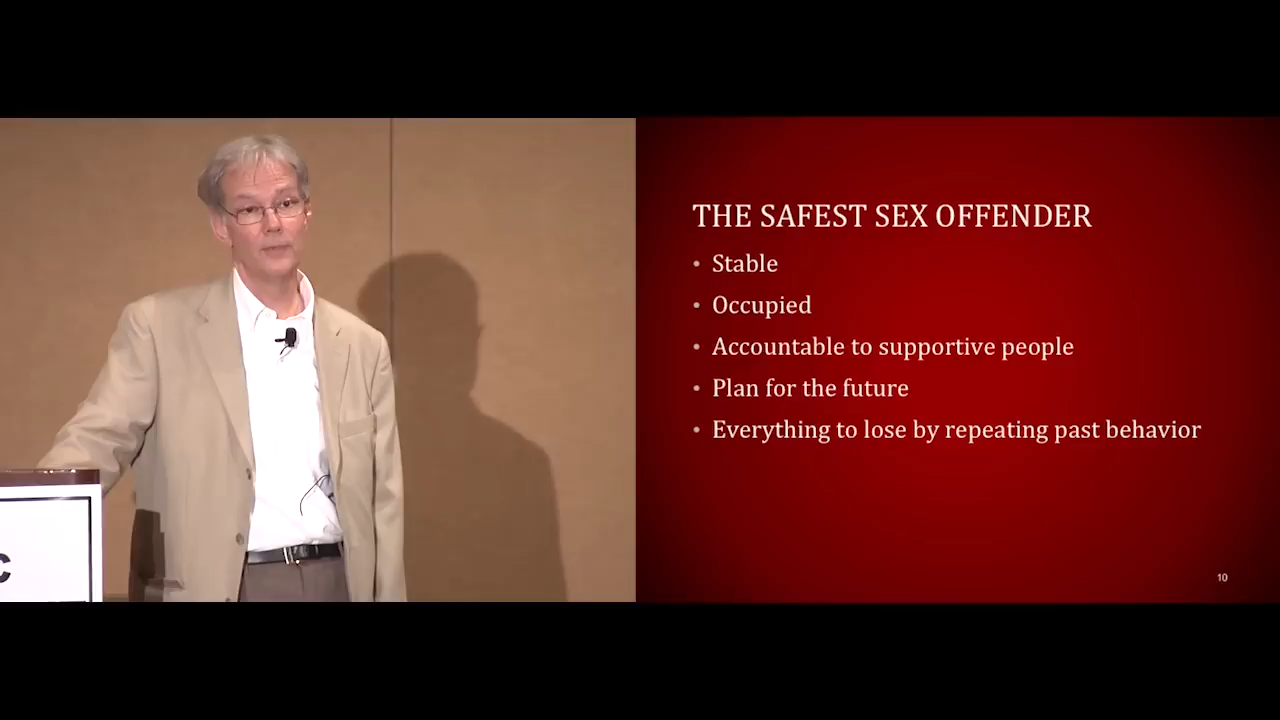 THE SAFEST SEX OFFENDER
• Stable
• Occupied
• Accountable to supportive people
• Plan for the future
• Everything to lose by repeating past behavior
10
C